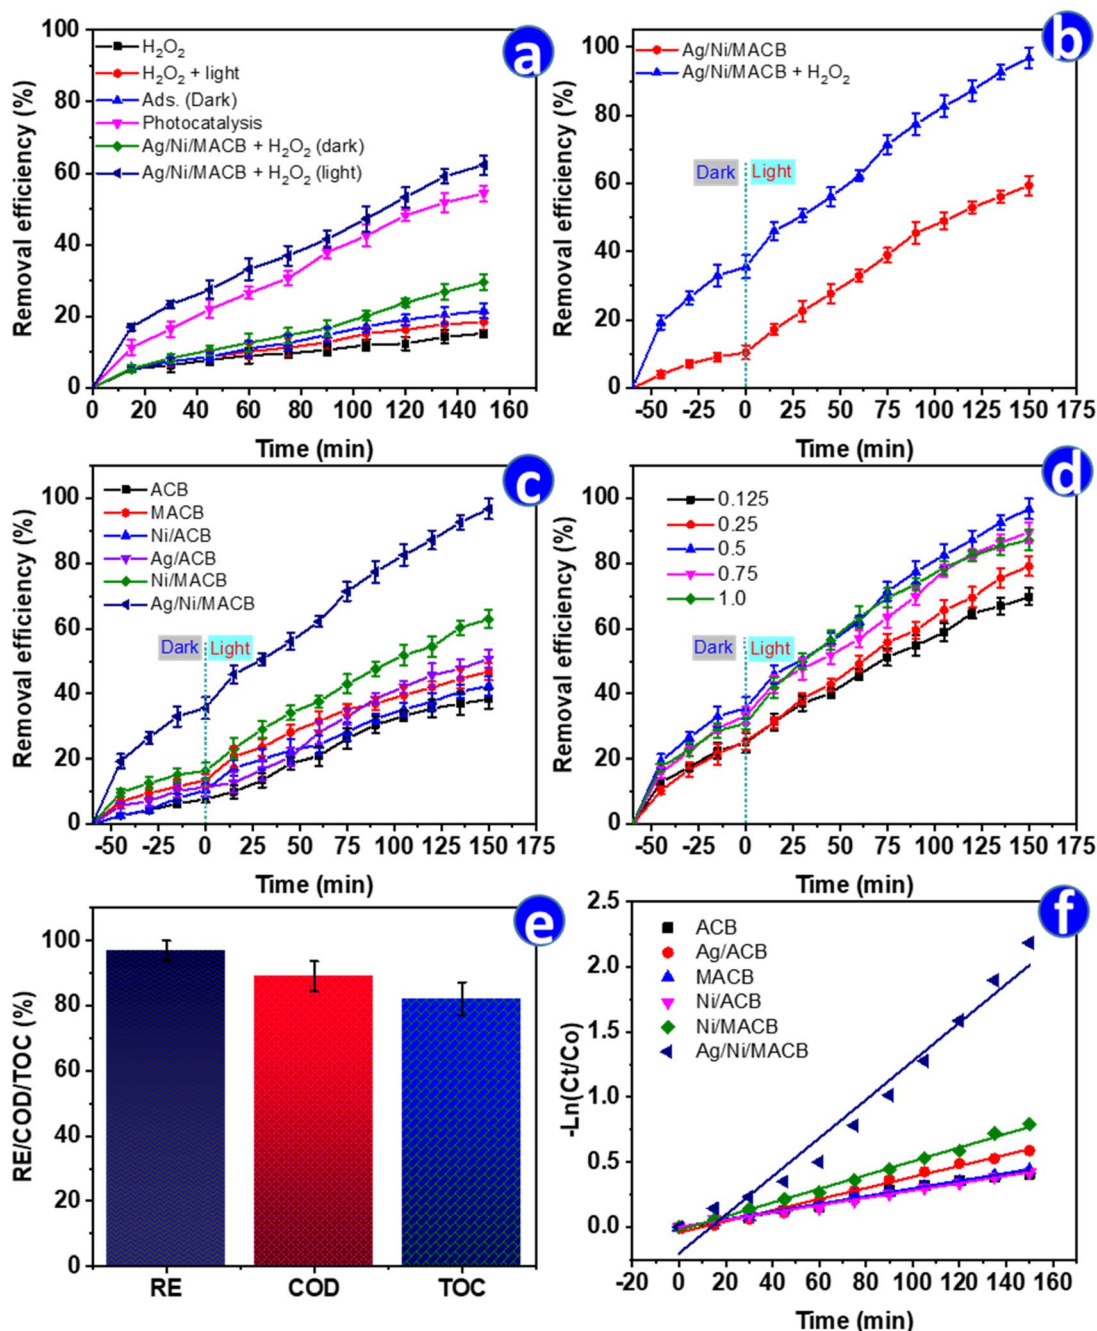 a
Removal efficiency (%)
100
80
60
40
20
0
H₂O₂
H₂O₂ + light
Ads. (Dark)
Photocatalysis
Ag/Ni/MACB + H₂O₂ (dark)
Ag/Ni/MACB + H₂O₂ (light)
0 20 40 60 80 100 120 140 160
Time (min)
b
Removal efficiency (%)
100
80
60
40
20
0
Ag/Ni/MACB
Ag/Ni/MACB + H₂O₂
Dark Light
-50 -25 0 25 50 75 100 125 150 175
Time (min)
c
Removal efficiency (%)
100
80
60
40
20
0
ACB
MACB
Ni/ACB
Ag/ACB
Ni/MACB
Ag/Ni/MACB
Dark Light
-50 -25 0 25 50 75 100 125 150 175
Time (min)
d
Removal efficiency (%)
100
80
60
40
20
0
0.125
0.25
0.5
0.75
1.0
Dark Light
-50 -25 0 25 50 75 100 125 150 175
Time (min)
e
RE/COD/TOC (%)
100
80
60
40
20
0
RE COD TOC
f
-Ln(Ct/Co)
2.5
2.0
1.5
1.0
0.5
0.0
ACB
Ag/ACB
MACB
Ni/ACB
Ni/MACB
Ag/Ni/MACB
-20 0 20 40 60 80 100 120 140 160
Time (min)